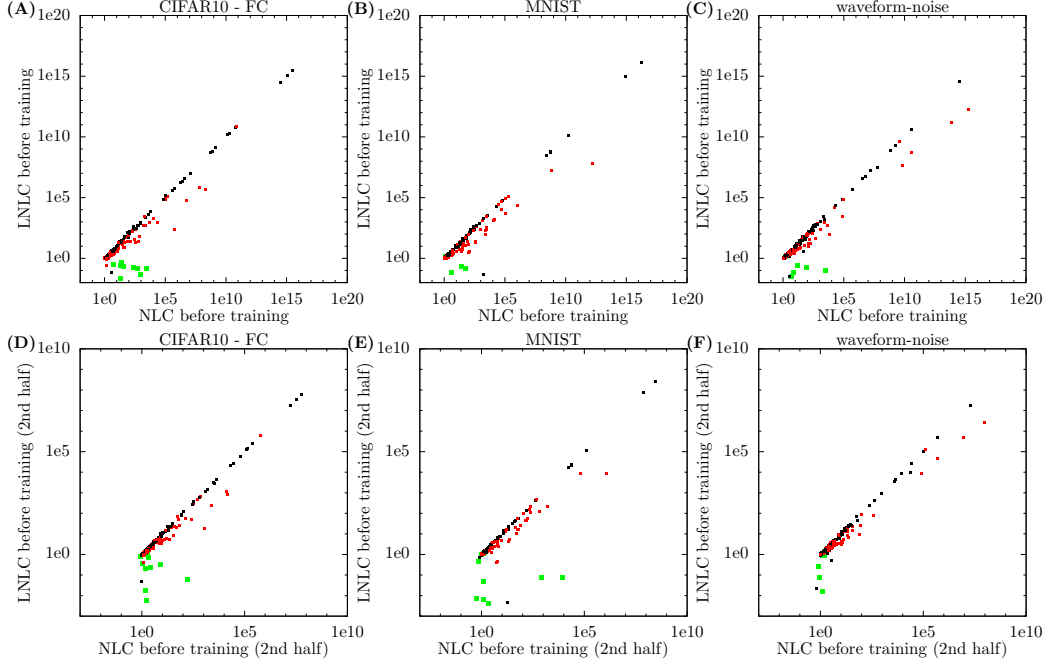 (A) CIFAR10 - FC
1e20
1e15
1e10
1e5
1e0
LNLC before training
1e0 1e5 1e10 1e15 1e20
NLC before training
(B) MNIST
1e20
1e15
1e10
1e5
1e0
LNLC before training
1e0 1e5 1e10 1e15 1e20
NLC before training
(C) waveform-noise
1e20
1e15
1e10
1e5
1e0
LNLC before training
1e0 1e5 1e10 1e15 1e20
NLC before training
(D) CIFAR10 - FC
1e10
1e5
1e0
LNLC before training (2nd half)
1e0 1e5 1e10
NLC before training (2nd half)
(E) MNIST
1e10
1e5
1e0
LNLC before training (2nd half)
1e0 1e5 1e10
NLC before training (2nd half)
(F) waveform-noise
1e10
1e5
1e0
LNLC before training (2nd half)
1e0 1e5 1e10
NLC before training (2nd half)